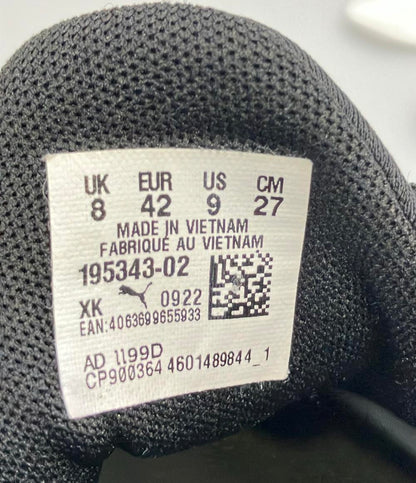 UK EUR US CM
8 42 9 27
MADE IN VIETNAM
FABRIQUÉ AU VIETNAM
195343-02
XK 0922
EAN:4063699655933
AD 1199D
CP900364 4601489844_1